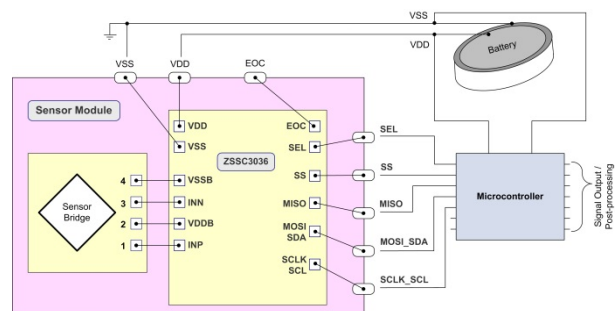 VSS
VDD
Battery
VSS
VDD
EOC
Sensor Module
ZSSC3036
VDD
VSS
VSSB
INN
VDDB
INP
EOC
SEL
SS
MISO
MOSI
SDA
SCLK
SCL
Sensor
Bridge
4
3
2
1
SEL
SS
MISO
MOSI_SDA
SCLK_SCL
Microcontroller
Signal Output /
Post-processing